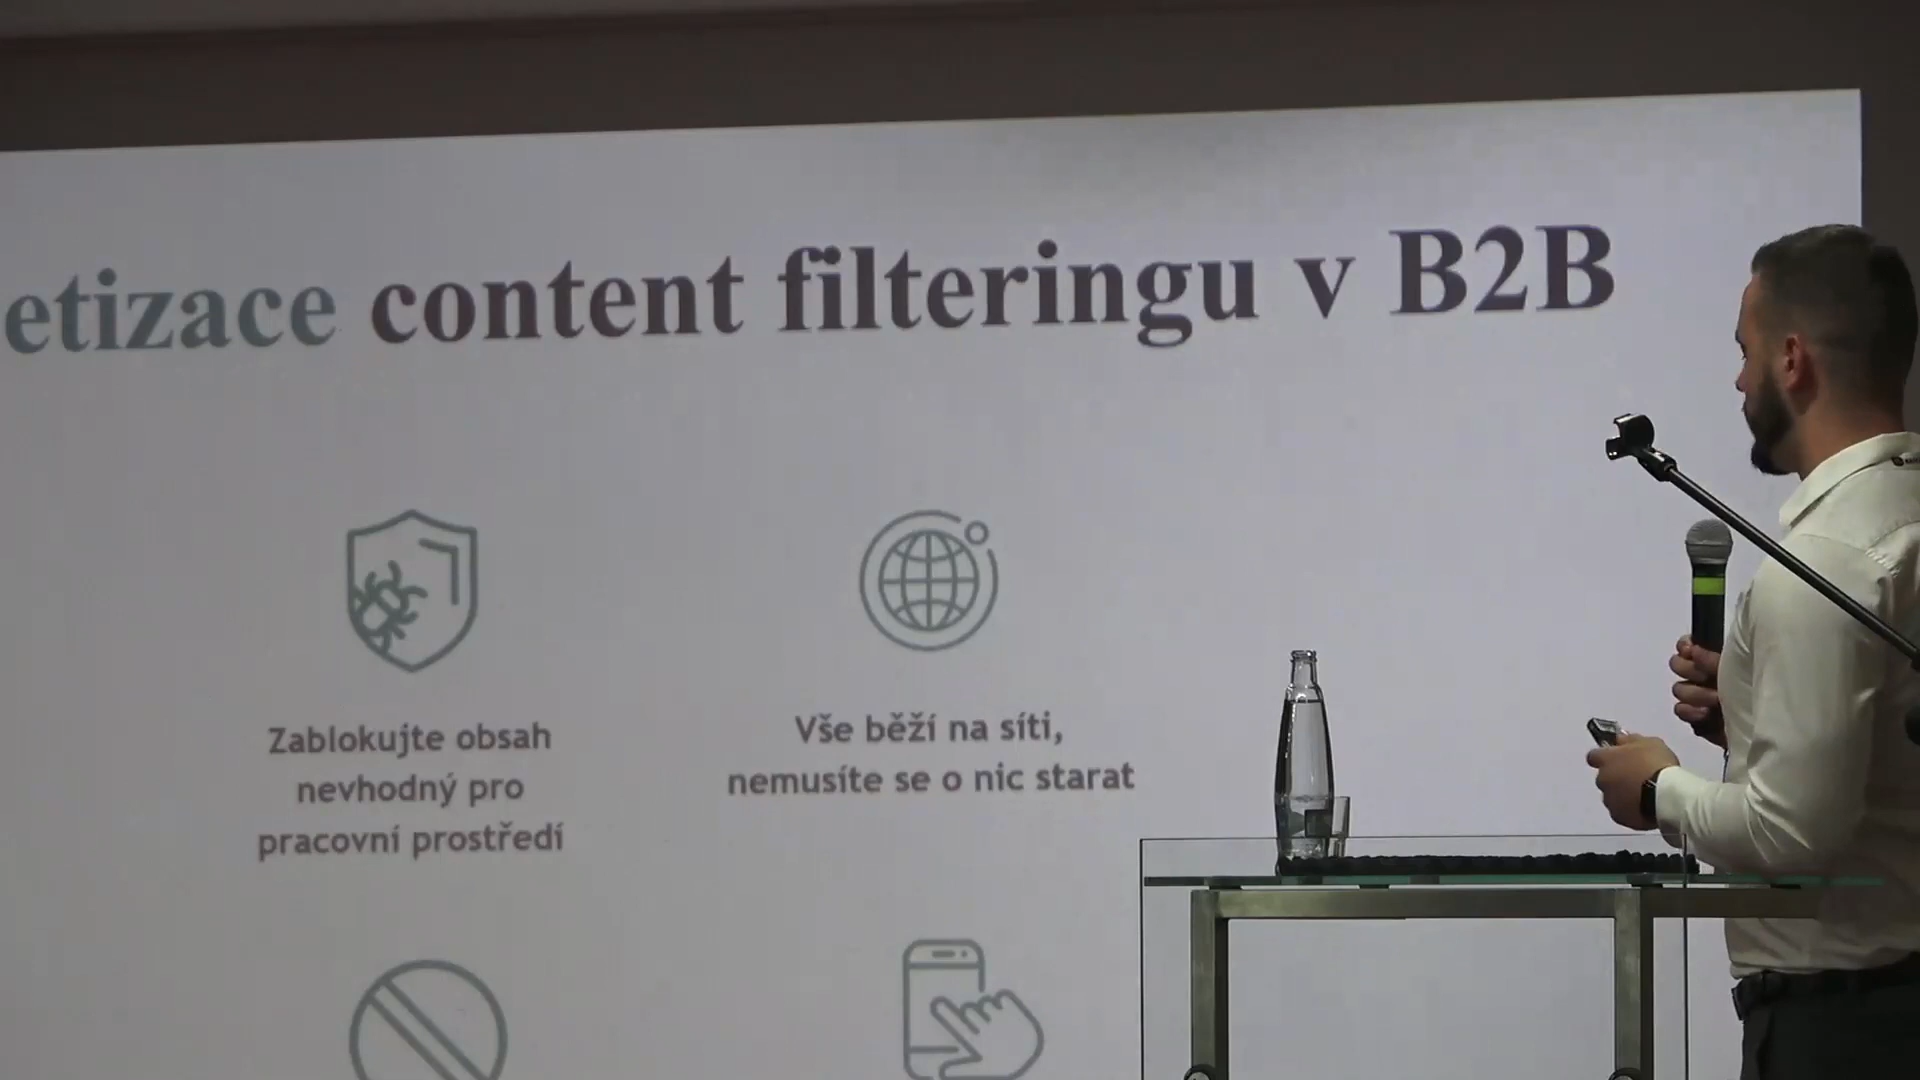 etizace content filteringu v B2B
Zablokujte obsah
nevhodný pro
pracovní prostředí
Vše běží na síti,
nemusíte se o nic starat